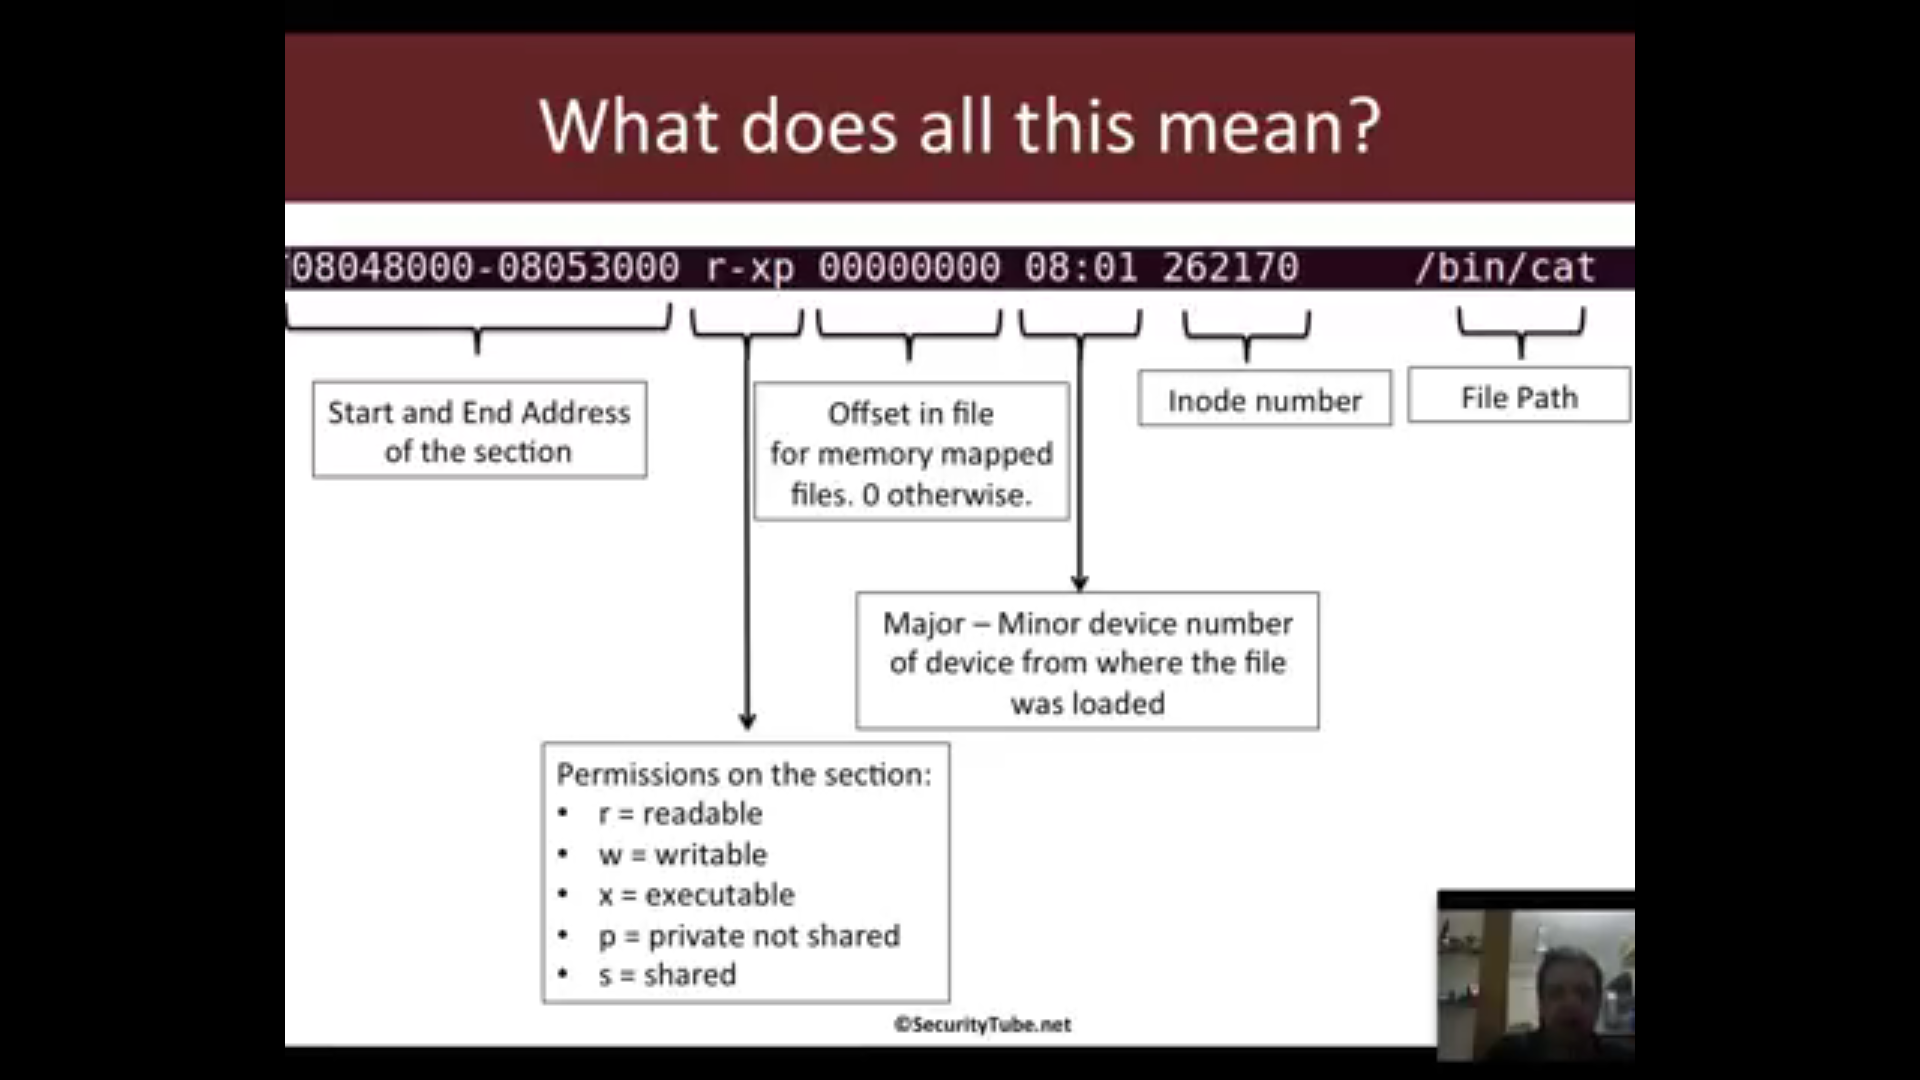 What does all this mean?
08048000-08053000 r-xp 00000000 08:01 262170 /bin/cat
Start and End Address
of the section
Offset in file
for memory mapped
files. 0 otherwise.
Inode number
File Path
Major – Minor device number
of device from where the file
was loaded
Permissions on the section:
• r = readable
• w = writable
• x = executable
• p = private not shared
• s = shared
©SecurityTube.net